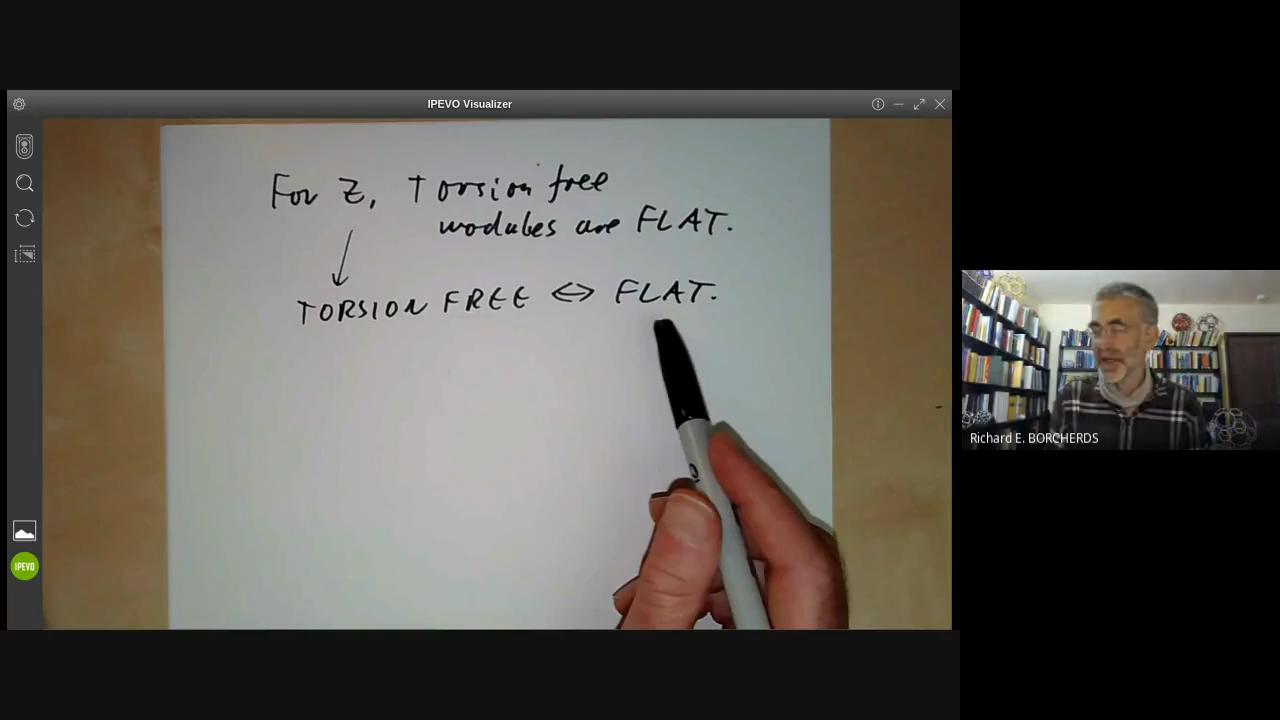 IPEVO Visualizer
For Z, Torsion free
modules are FLAT.
TORSION FREE ⇔ FLAT.
IPEVO
Richard E. BORCHERDS